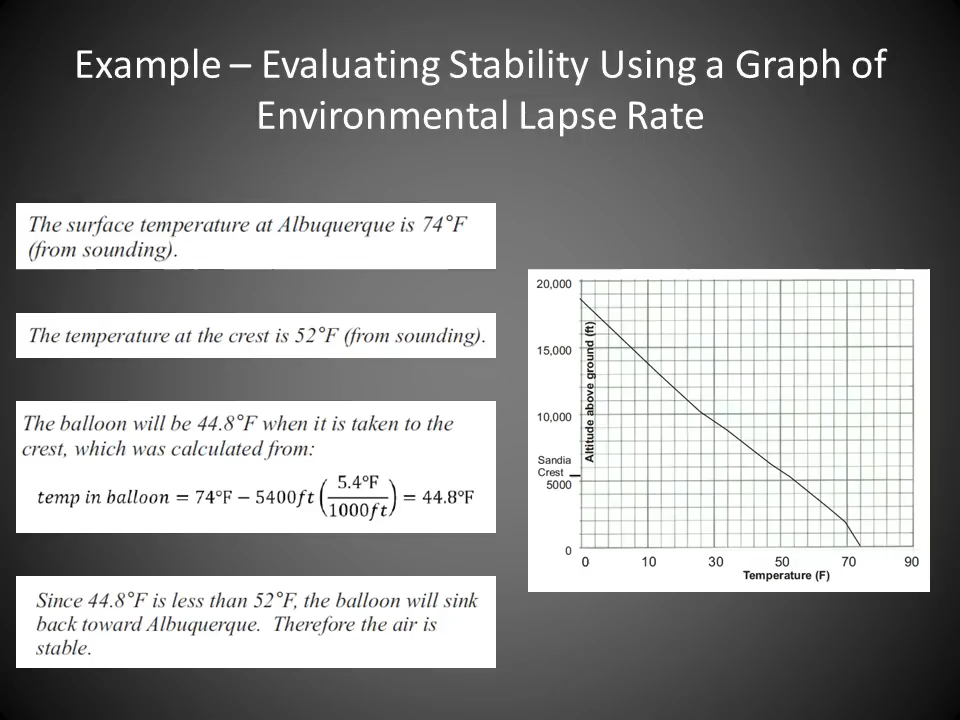 Example – Evaluating Stability Using a Graph of
Environmental Lapse Rate
The surface temperature at Albuquerque is 74°F
(from sounding).
The temperature at the crest is 52°F (from sounding).
The balloon will be 44.8°F when it is taken to the
crest, which was calculated from:
temp in balloon = 74°F − 5400ft (5.4°F / 1000ft) = 44.8°F
Since 44.8°F is less than 52°F, the balloon will sink
back toward Albuquerque. Therefore the air is
stable.
20,000
15,000
10,000
Sandia
Crest
5000
0
Altitude above ground (ft)
0 10 30 50 70 90
Temperature (F)